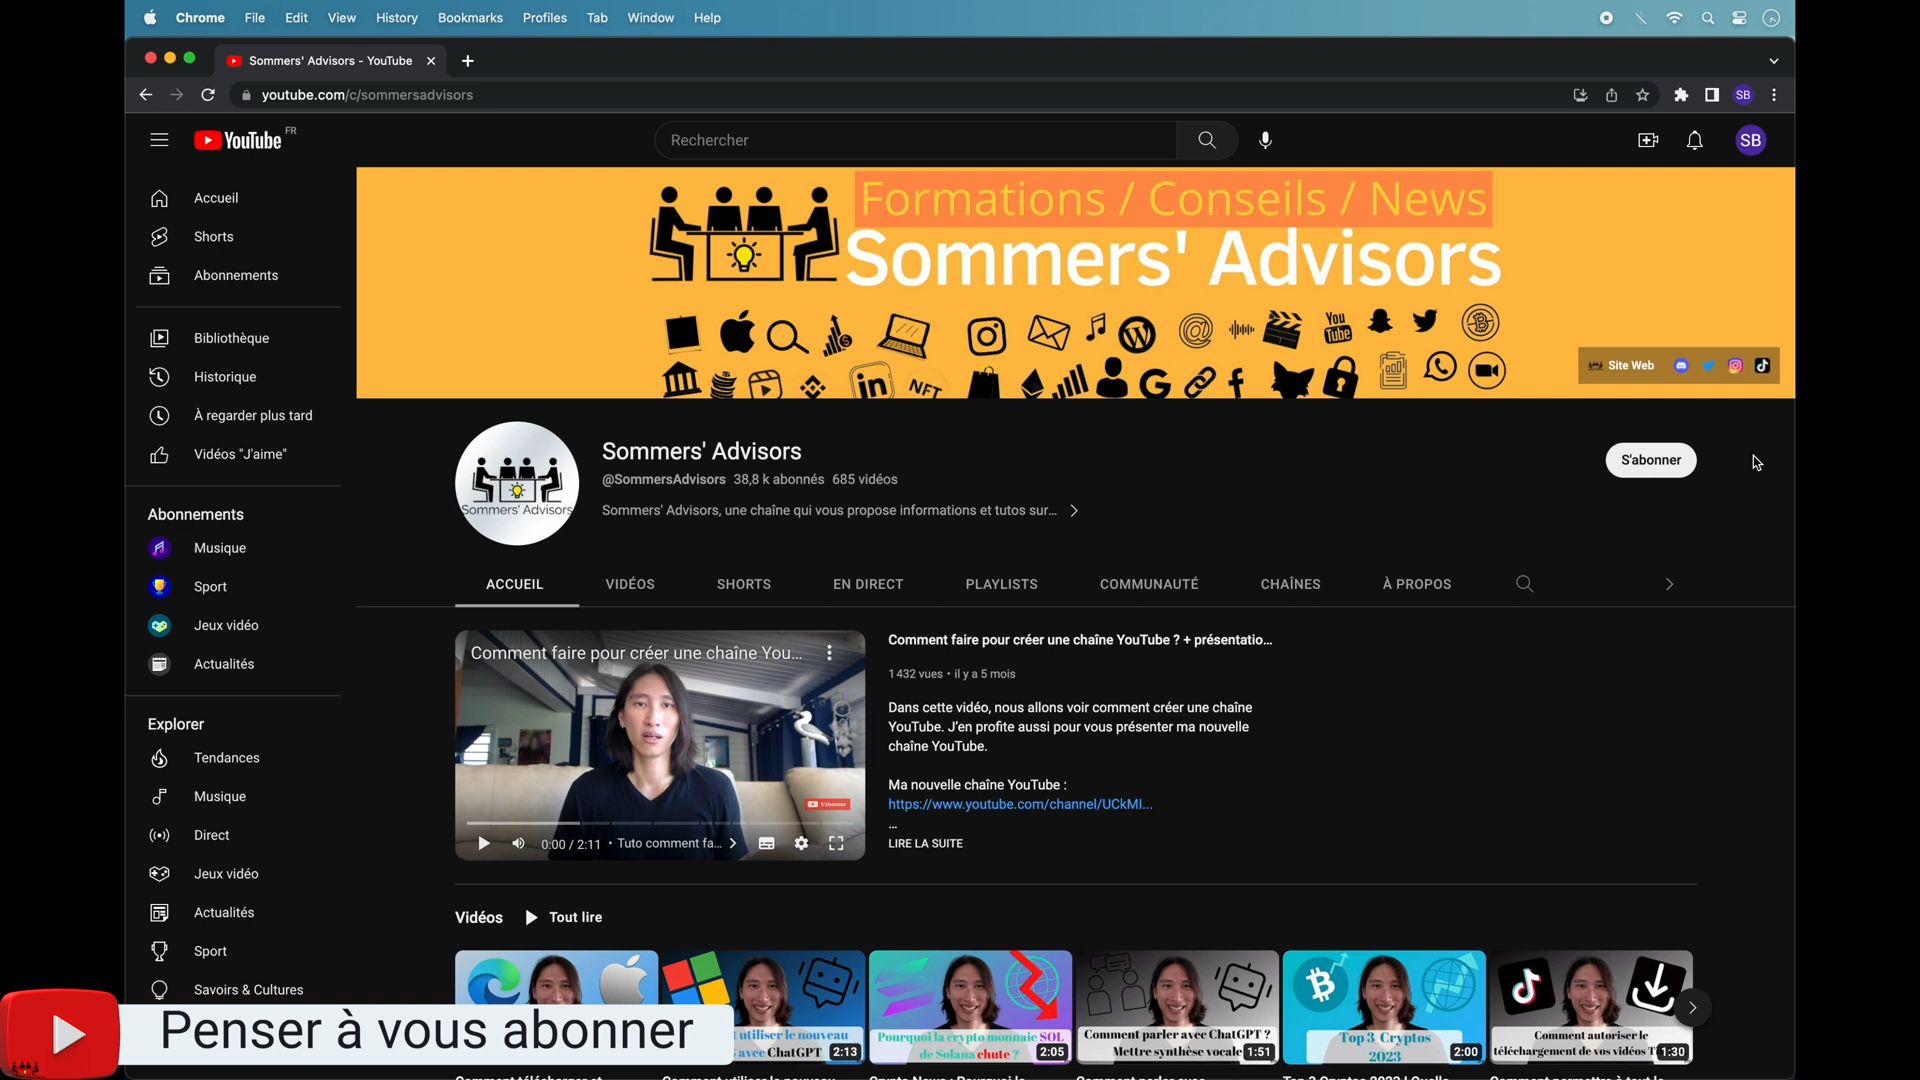 Chrome File Edit View History Bookmarks Profiles Tab Window Help
Sommers' Advisors - YouTube
youtube.com/c/sommersadvisors
SB
YouTube FR
Rechercher
SB
Accueil
Shorts
Abonnements
Bibliothèque
Historique
À regarder plus tard
Vidéos "J'aime"
Abonnements
Musique
Sport
Jeux vidéo
Actualités
Explorer
Tendances
Musique
Direct
Jeux vidéo
Actualités
Sport
Savoirs & Cultures
Formations / Conseils / News
Sommers' Advisors
You
Tube
in
NFT
Site Web
Sommers' Advisors
Sommers' Advisors
@SommersAdvisors 38,8 k abonnés 685 vidéos
Sommers' Advisors, une chaîne qui vous propose informations et tutos sur...
S'abonner
ACCUEIL VIDÉOS SHORTS EN DIRECT PLAYLISTS COMMUNAUTÉ CHAÎNES À PROPOS
Comment faire pour créer une chaîne You...
S'abonner
0:00 / 2:11 • Tuto comment fa...
Comment faire pour créer une chaîne YouTube ? + présentatio...
1 432 vues • il y a 5 mois
Dans cette vidéo, nous allons voir comment créer une chaîne
YouTube. J'en profite aussi pour vous présenter ma nouvelle
chaîne YouTube.
Ma nouvelle chaîne YouTube :
https://www.youtube.com/channel/UCkMI...
...
LIRE LA SUITE
Vidéos Tout lire
utiliser le nouveau
avec ChatGPT
2:13
Pourquoi la crypto monnaie SOL
de Solana chute ?
2:05
Comment parler avec ChatGPT ?
Mettre synthèse vocale
1:51
Top 3 Cryptos
2023
2:00
Comment autoriser le
téléchargement de vos vidéos
1:30
Penser à vous abonner